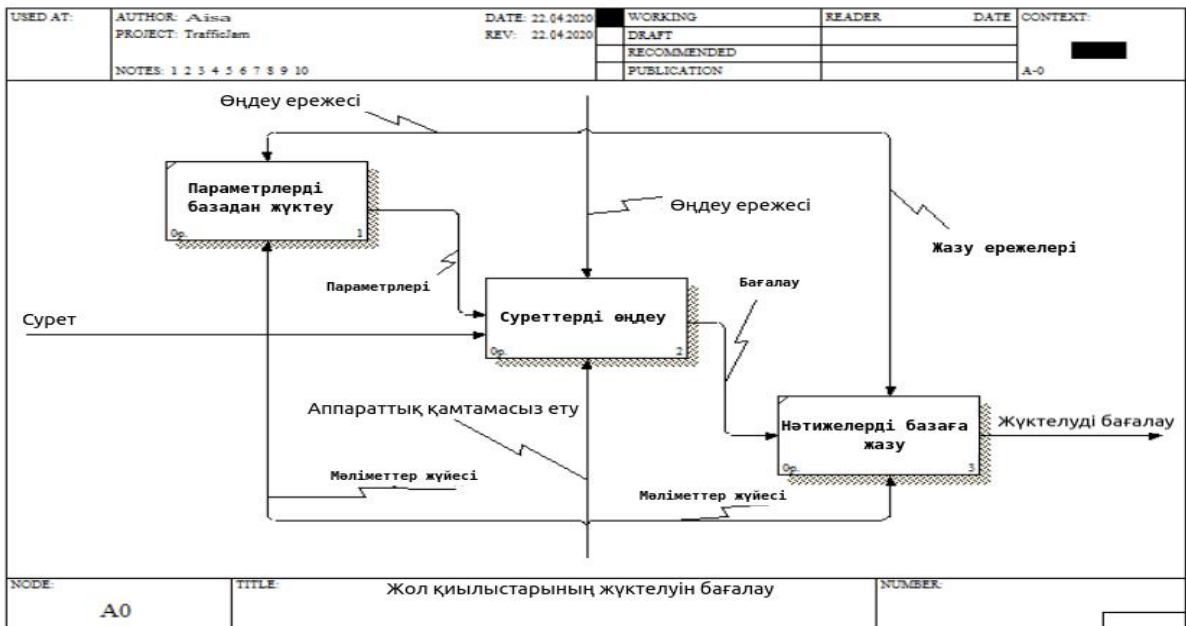 USED AT:
AUTHOR: Aisa
DATE: 22.04.2020
WORKING
READER
DATE
CONTEXT:
PROJECT: TrafficJam
REV: 22.04.2020
DRAFT
RECOMMENDED
NOTES: 1 2 3 4 5 6 7 8 9 10
PUBLICATION
A-0
Өңдеу ережесі
Параметрлерді
базадан жүктеу
0р.
1
Өңдеу ережесі
Жазу ережелері
Параметрлері
Бағалау
Сурет
Суреттерді өңдеу
0р.
2
Аппараттық қамтамасыз ету
Нәтижелерді базаға
жазу
0р.
3
Жүктелуді бағалау
Мәліметтер жүйесі
Мәліметтер жүйесі
NODE:
A0
TITLE:
Жол қиылыстарының жүктелуін бағалау
NUMBER: